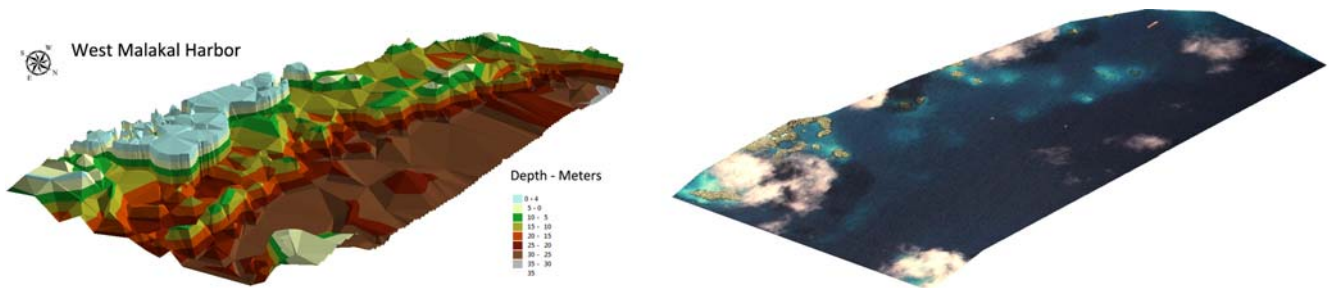 West Malakal Harbor
S W
E N
Depth - Meters
0 - 4
5 - 0
10 - 5
15 - 10
20 - 15
25 - 20
30 - 25
35 - 30
35